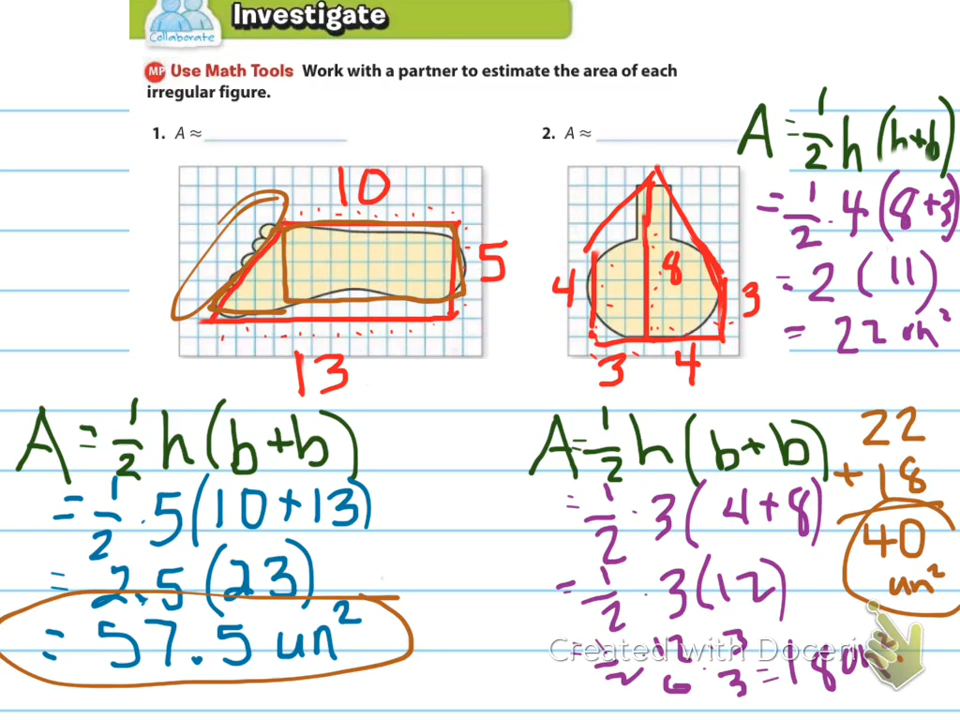 Investigate
Collaborate
MP Use Math Tools Work with a partner to estimate the area of each
irregular figure.
1. A ≈
2. A ≈
10
5
13
4
8
3
3
4
A = 1/2 h (h+b)
= 1/2 · 4 (8+3)
= 2 (11)
= 22 un²
A = 1/2 h (b+b)
= 1/2 · 5 (10+13)
= 2.5 (23)
= 57.5 un²
A = 1/2 h (b+b)
= 1/2 · 3 (4+8)
= 1/2 · 3 (12)
22
+ 18
40
un²
Created with Doceri